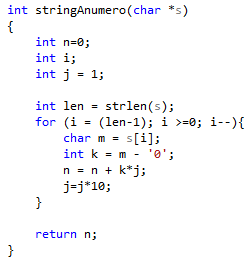 int stringAnumero(char *s)
{
    int n=0;
    int i;
    int j = 1;

    int len = strlen(s);
    for (i = (len-1); i >=0; i--){
        char m = s[i];
        int k = m - '0';
        n = n + k*j;
        j=j*10;
    }

    return n;
}